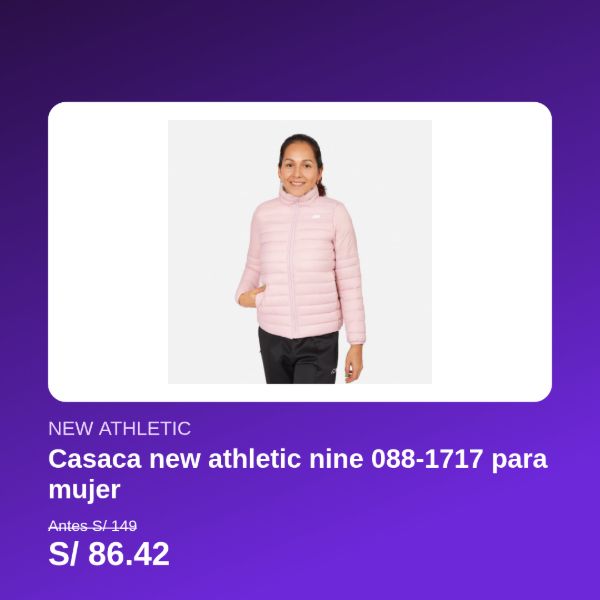 NEW ATHLETIC
Casaca new athletic nine 088-1717 para
mujer
Antes S/ 149
S/ 86.42